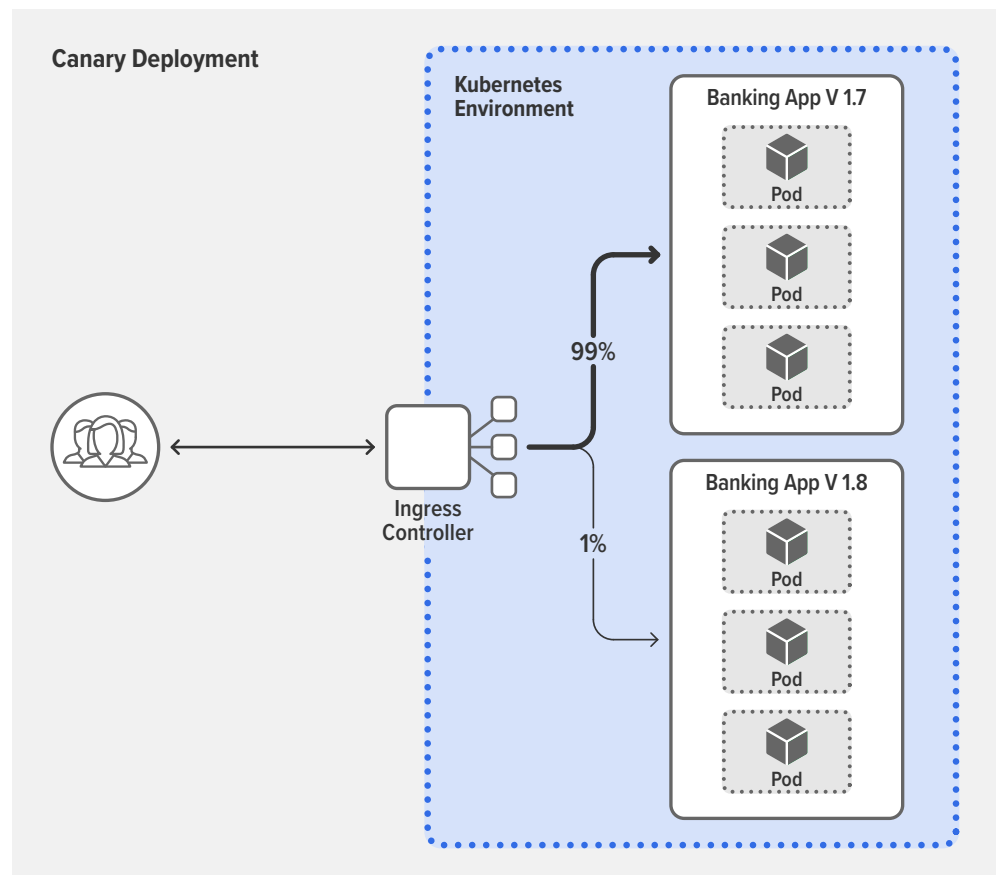 Canary Deployment
Kubernetes
Environment
Banking App V 1.7
Pod
Pod
Pod
99%
Ingress
Controller
1%
Banking App V 1.8
Pod
Pod
Pod